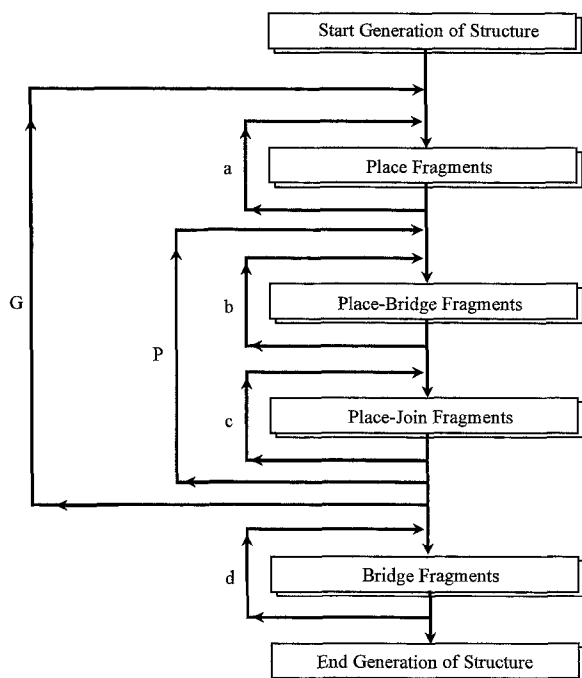 Start Generation of Structure
a
Place Fragments
G
P
b
Place-Bridge Fragments
c
Place-Join Fragments
d
Bridge Fragments
End Generation of Structure